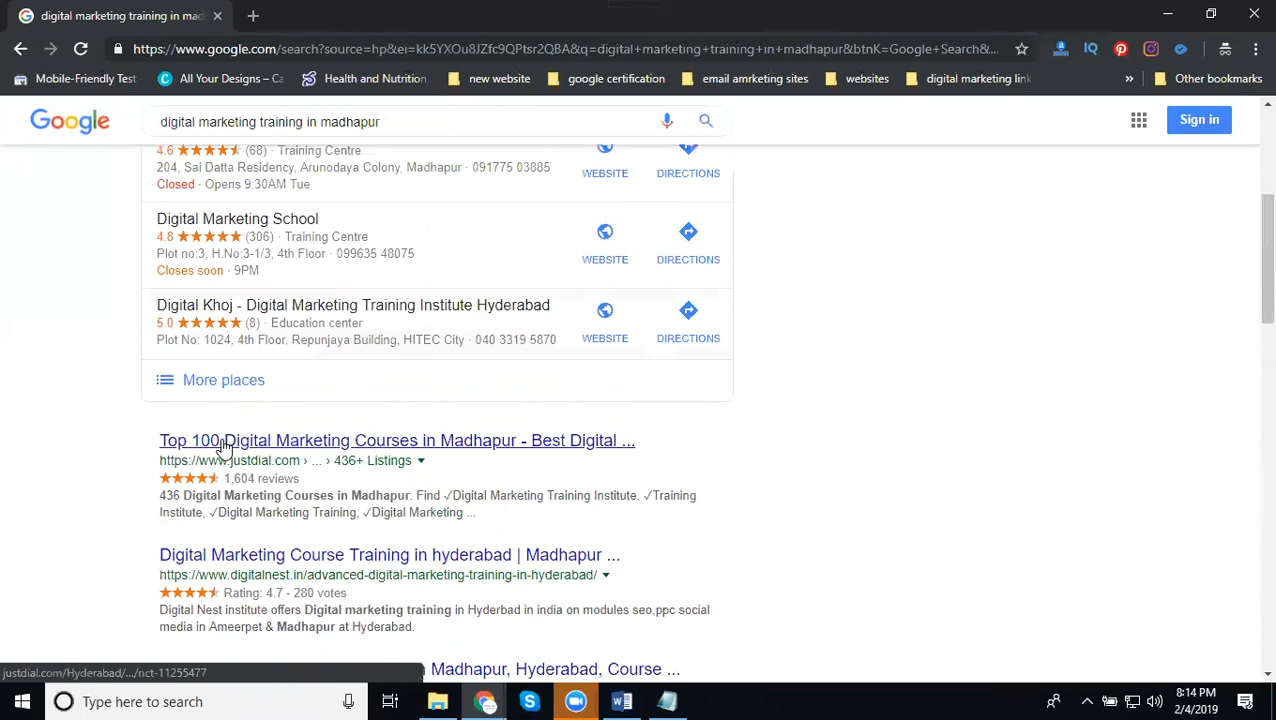 digital marketing training in mad
https://www.google.com/search?source=hp&ei=kk5YXOu8JZfc9QPtsr2QBA&q=digital+marketing+training+in+madhapur&btnK=Google+Search&...
Mobile-Friendly Test
All Your Designs – Ca
Health and Nutrition
new website
google certification
email amrketing sites
websites
digital marketing link
»
Other bookmarks
Google
digital marketing training in madhapur
Sign in
4.6 (68) · Training Centre
204, Sai Datta Residency, Arunodaya Colony, Madhapur · 091775 03885
Closed · Opens 9:30AM Tue
WEBSITE
DIRECTIONS
Digital Marketing School
4.8 (306) · Training Centre
Plot no:3, H.No:3-1/3, 4th Floor · 099635 48075
Closes soon · 9PM
WEBSITE
DIRECTIONS
Digital Khoj - Digital Marketing Training Institute Hyderabad
5.0 (8) · Education center
Plot No: 1024, 4th Floor, Repunjaya Building, HITEC City · 040 3319 5870
WEBSITE
DIRECTIONS
More places
Top 100 Digital Marketing Courses in Madhapur - Best Digital ...
https://www.justdial.com › ... › 436+ Listings
1,604 reviews
436 Digital Marketing Courses in Madhapur. Find ✓Digital Marketing Training Institute, ✓Training
Institute, ✓Digital Marketing Training, ✓Digital Marketing ...
Digital Marketing Course Training in hyderabad | Madhapur ...
https://www.digitalnest.in/advanced-digital-marketing-training-in-hyderabad/
Rating: 4.7 - 280 votes
Digital Nest institute offers Digital marketing training in Hyderbad in india on modules seo,ppc social
media in Ameerpet & Madhapur at Hyderabad.
Madhapur, Hyderabad, Course ...
justdial.com/Hyderabad/.../nct-11255477
Type here to search
8:14 PM
2/4/2019